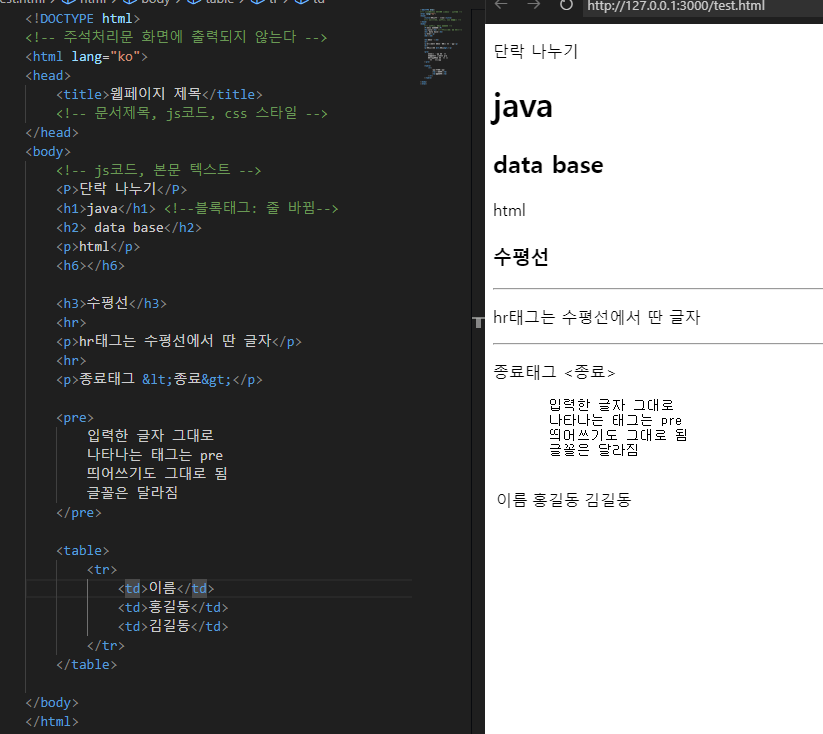 html > body > table > tr > td
<!DOCTYPE html>
<!-- 주석처리문 화면에 출력되지 않는다 -->
<html lang="ko">
<head>
<title>웹페이지 제목</title>
<!-- 문서제목, js코드, css 스타일 -->
</head>
<body>
<!-- js코드, 본문 텍스트 -->
<P>단락 나누기</P>
<h1>java</h1> <!--블록태그: 줄 바뀜-->
<h2> data base</h2>
<p>html</p>
<h6></h6>
<h3>수평선</h3>
<hr>
<p>hr태그는 수평선에서 딴 글자</p>
<hr>
<p>종료태그 &lt;종료&gt;</p>
<pre>
입력한 글자 그대로
나타나는 태그는 pre
띄어쓰기도 그대로 됨
글꼴은 달라짐
</pre>
<table>
<tr>
<td>이름</td>
<td>홍길동</td>
<td>김길동</td>
</tr>
</table>
</body>
</html>
http://127.0.0.1:3000/test.html
단락 나누기
java
data base
html
수평선
hr태그는 수평선에서 딴 글자
종료태그 <종료>
입력한 글자 그대로
나타나는 태그는 pre
띄어쓰기도 그대로 됨
글꼴은 달라짐
이름 홍길동 김길동